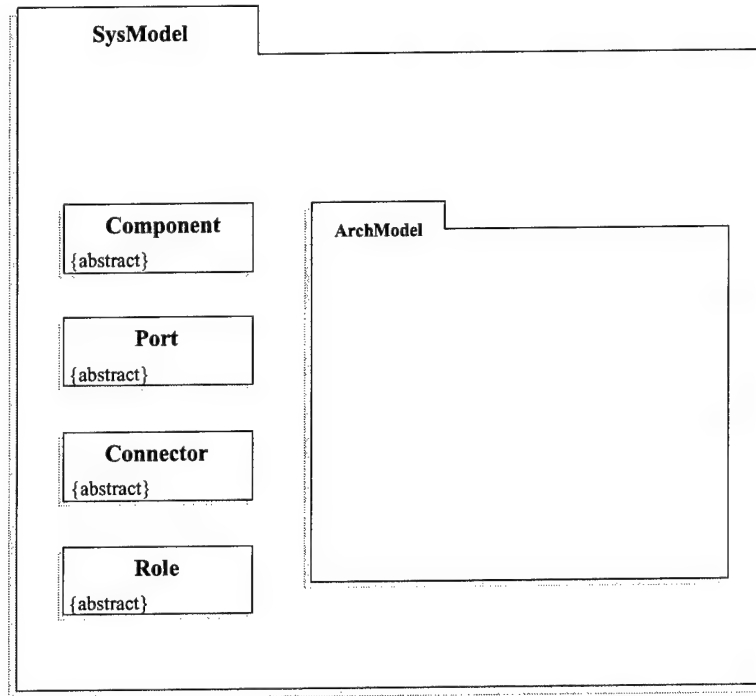 SysModel
Component
{abstract}
ArchModel
Port
{abstract}
Connector
{abstract}
Role
{abstract}